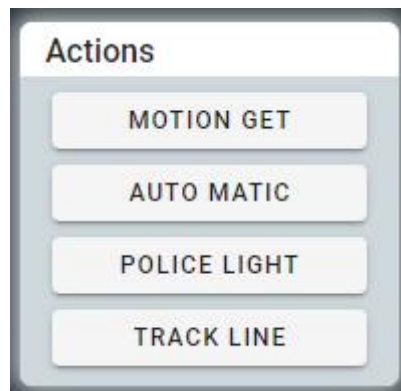 Actions
MOTION GET
AUTO MATIC
POLICE LIGHT
TRACK LINE